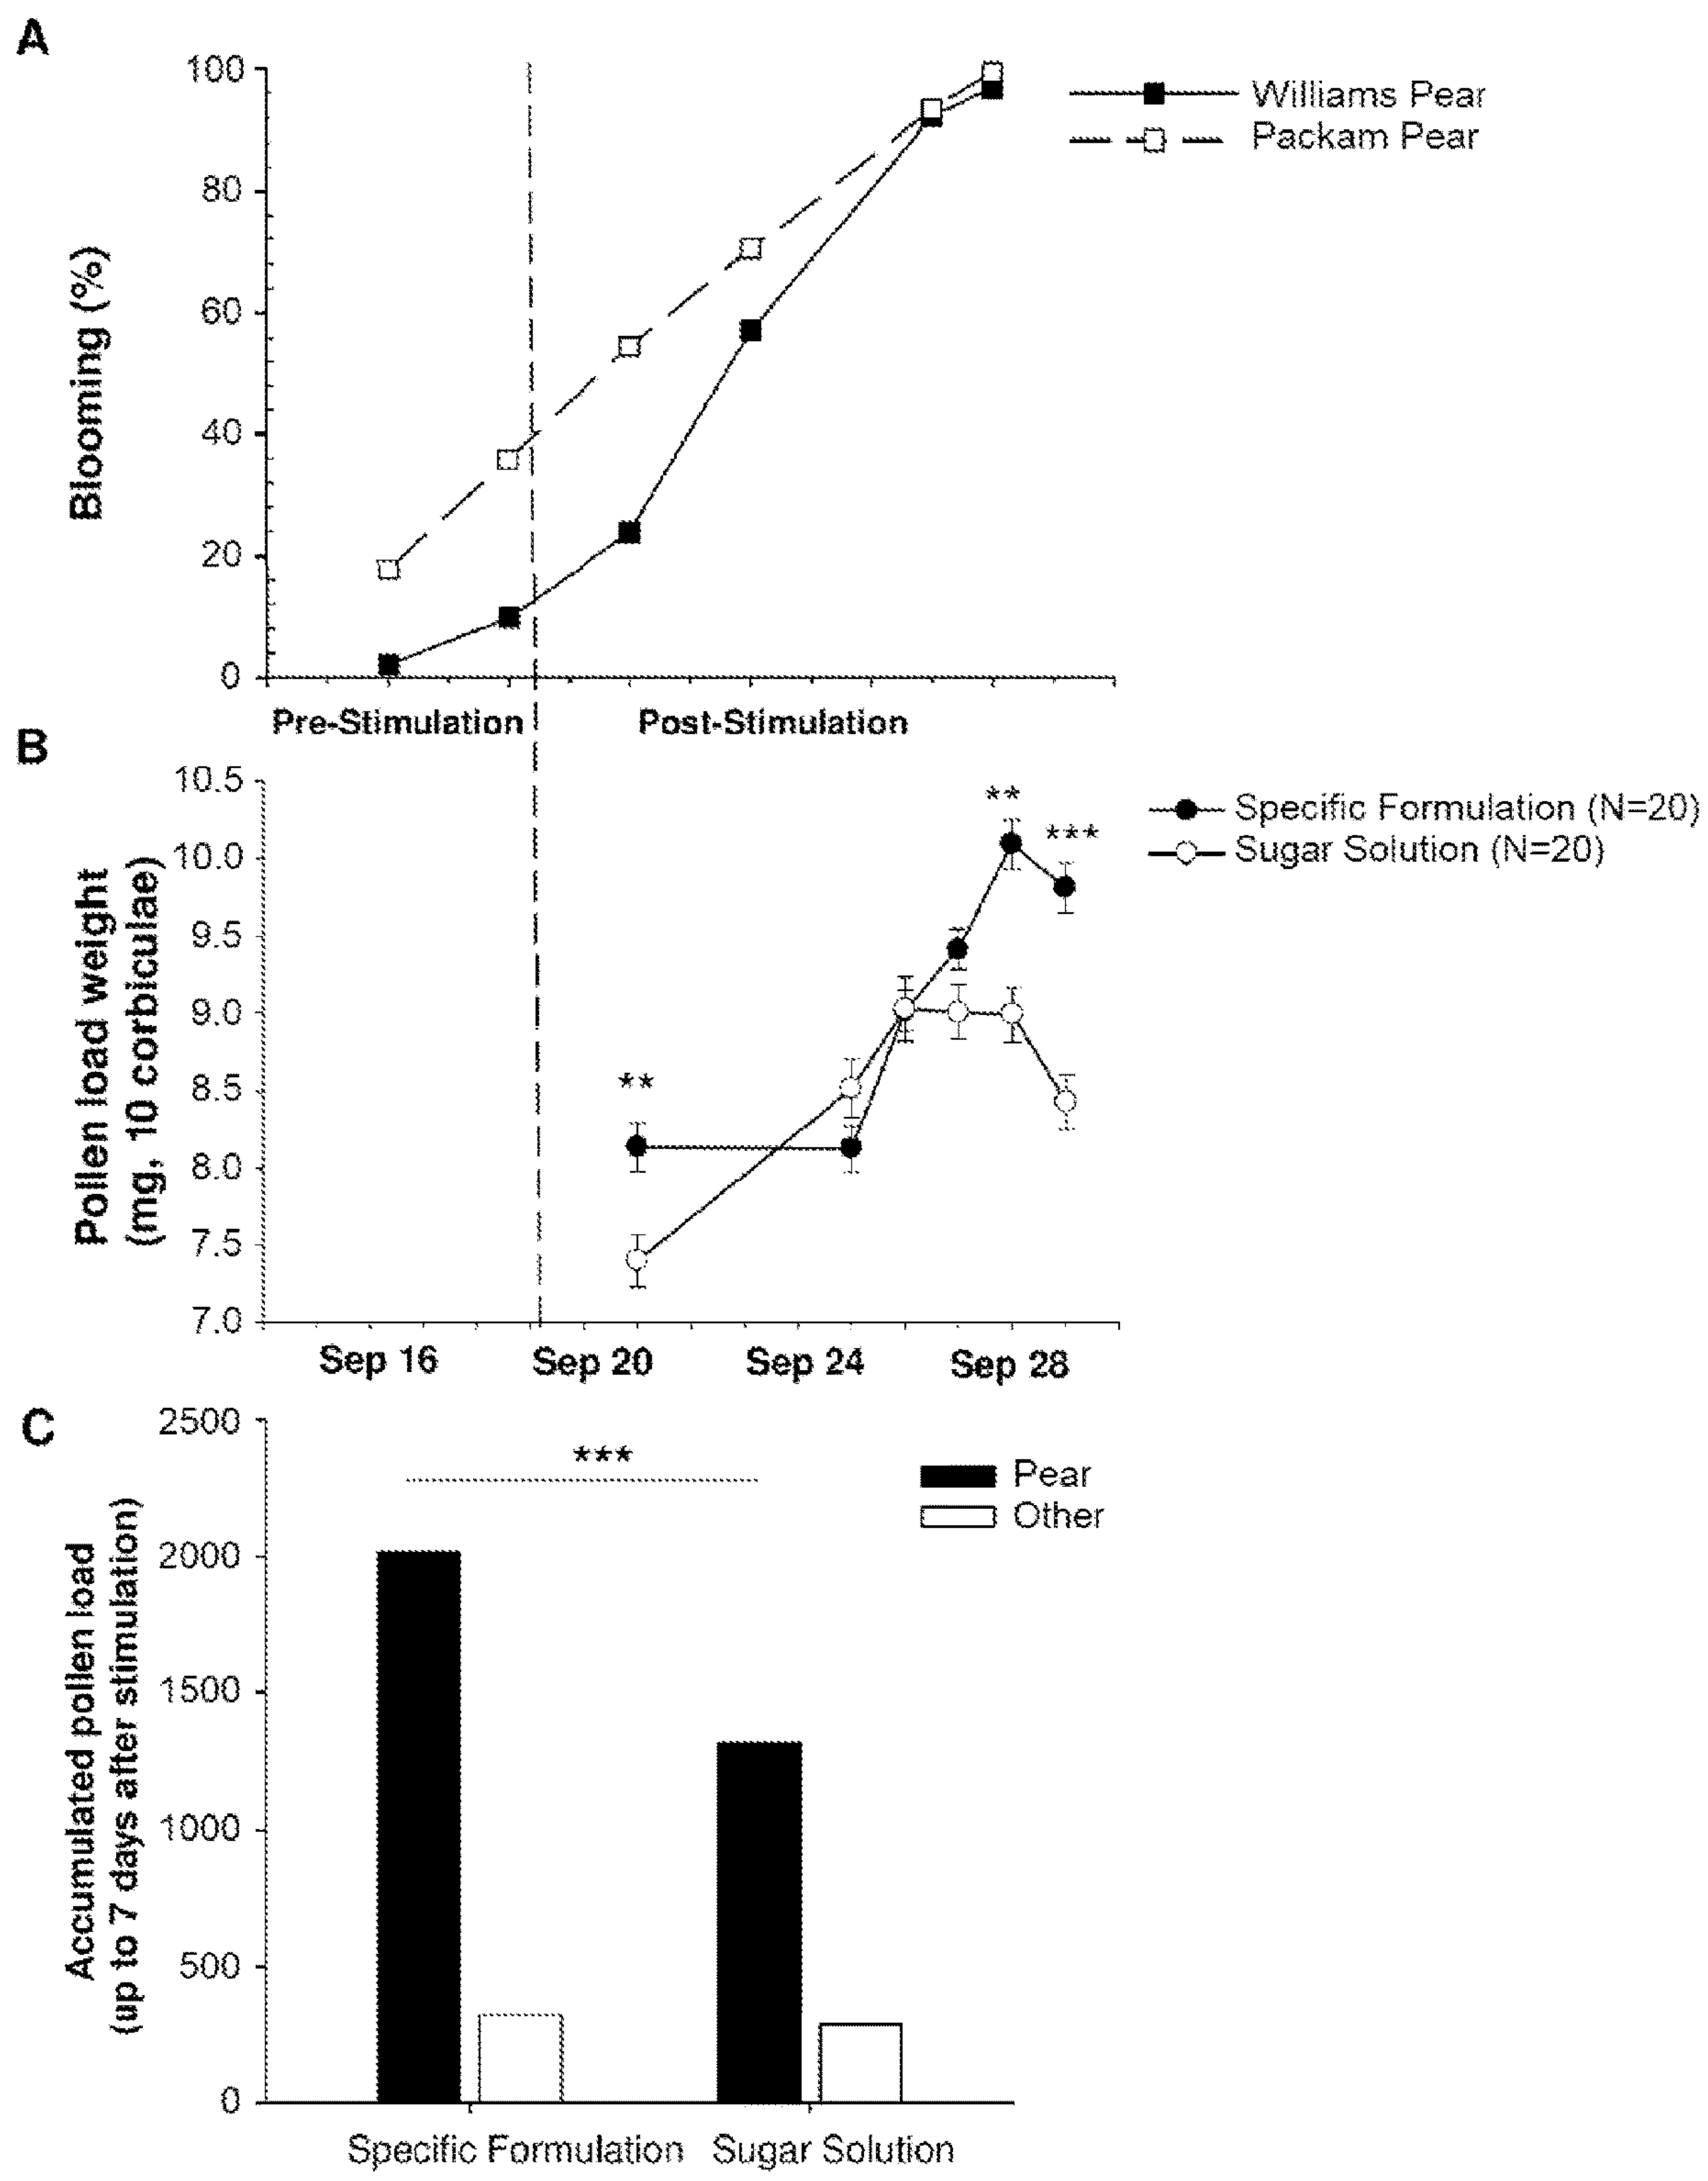 A
100
80
60
40
20
0
Blooming (%)
Williams Pear
Packam Pear
Pre-Stimulation
Post-Stimulation
B
10.5
10.0
9.5
9.0
8.5
8.0
7.5
7.0
Pollen load weight
(mg, 10 corbiculae)
**
**
***
Specific Formulation (N=20)
Sugar Solution (N=20)
Sep 16
Sep 20
Sep 24
Sep 28
C
2500
2000
1500
1000
500
0
Accumulated pollen load
(up to 7 days after stimulation)
***
Pear
Other
Specific Formulation
Sugar Solution